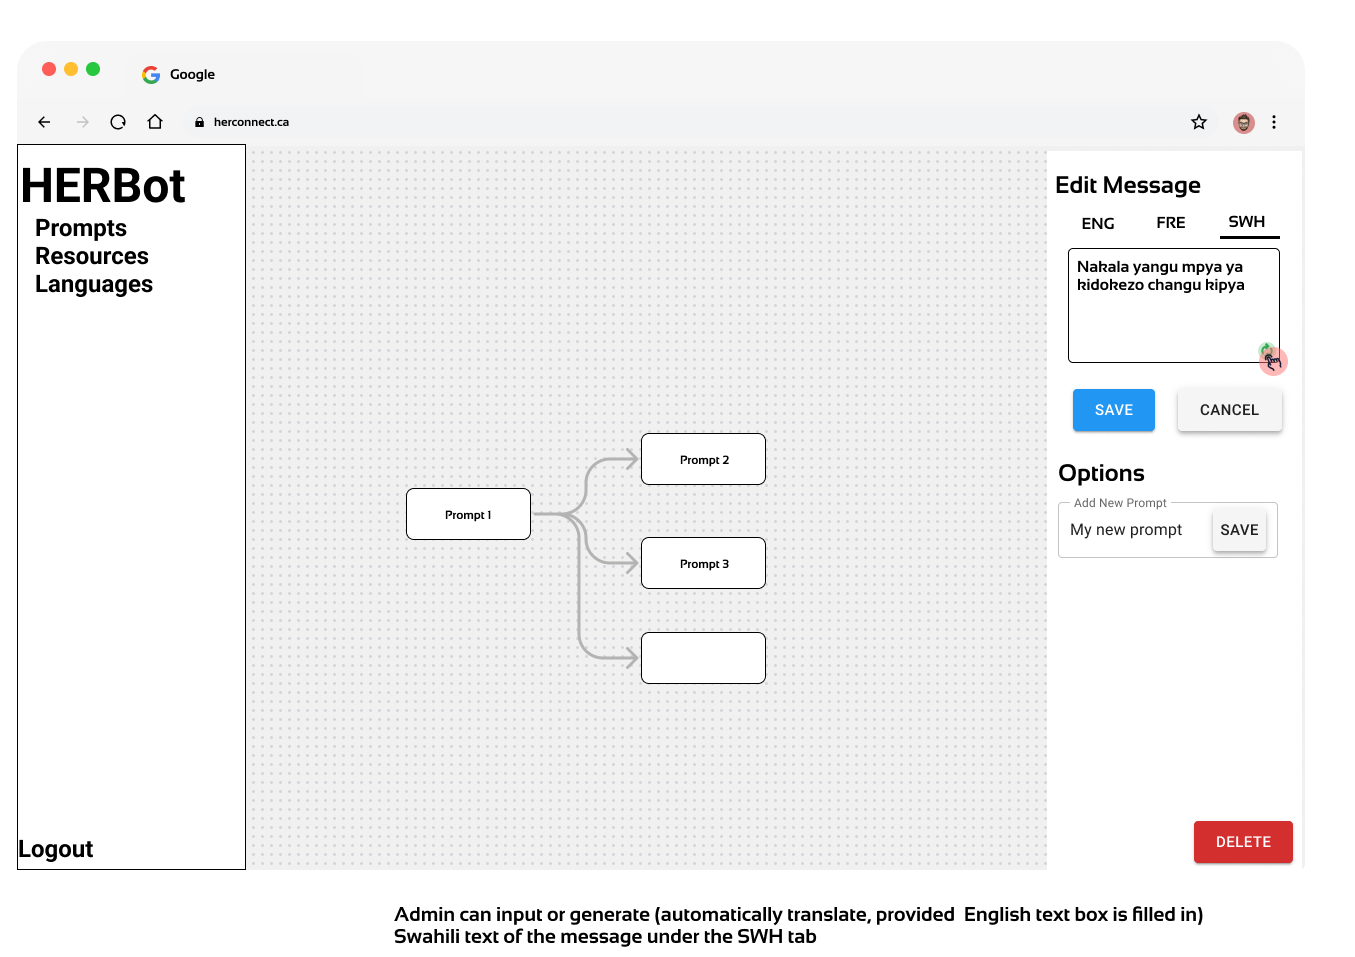 Google
herconnect.ca
HERBot
Prompts
Resources
Languages
Logout
Prompt 1
Prompt 2
Prompt 3
Edit Message
ENG FRE SWH
Nakala yangu mpya ya
kidokezo changu kipya
SAVE CANCEL
Options
Add New Prompt
My new prompt SAVE
DELETE
Admin can input or generate (automatically translate, provided English text box is filled in)
Swahili text of the message under the SWH tab